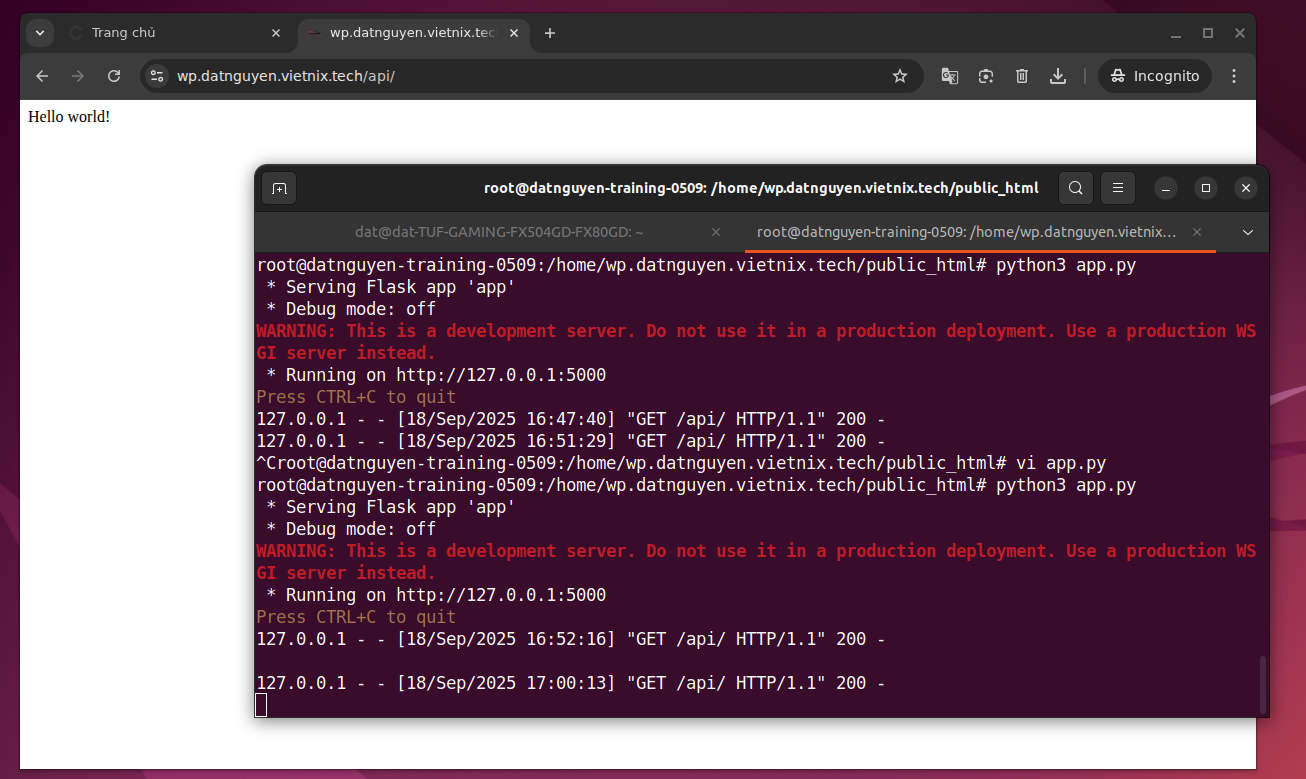 Trang chủ
wp.datnguyen.vietnix.tec
wp.datnguyen.vietnix.tech/api/
Incognito
Hello world!
root@datnguyen-training-0509: /home/wp.datnguyen.vietnix.tech/public_html
dat@dat-TUF-GAMING-FX504GD-FX80GD: ~
root@datnguyen-training-0509: /home/wp.datnguyen.vietnix...
root@datnguyen-training-0509:/home/wp.datnguyen.vietnix.tech/public_html# python3 app.py
 * Serving Flask app 'app'
 * Debug mode: off
WARNING: This is a development server. Do not use it in a production deployment. Use a production WS
GI server instead.
 * Running on http://127.0.0.1:5000
Press CTRL+C to quit
127.0.0.1 - - [18/Sep/2025 16:47:40] "GET /api/ HTTP/1.1" 200 -
127.0.0.1 - - [18/Sep/2025 16:51:29] "GET /api/ HTTP/1.1" 200 -
^Croot@datnguyen-training-0509:/home/wp.datnguyen.vietnix.tech/public_html# vi app.py
root@datnguyen-training-0509:/home/wp.datnguyen.vietnix.tech/public_html# python3 app.py
 * Serving Flask app 'app'
 * Debug mode: off
WARNING: This is a development server. Do not use it in a production deployment. Use a production WS
GI server instead.
 * Running on http://127.0.0.1:5000
Press CTRL+C to quit
127.0.0.1 - - [18/Sep/2025 16:52:16] "GET /api/ HTTP/1.1" 200 -
127.0.0.1 - - [18/Sep/2025 17:00:13] "GET /api/ HTTP/1.1" 200 -